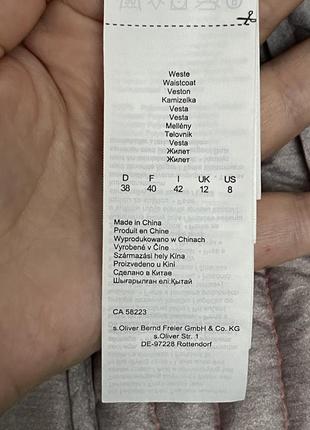 Weste
Waistcoat
Veston
Kamizelka
Vesta
Vesta
Mellény
Telovnik
Vesta
Жилет
Жилет
D F I UK US
38 40 42 12 8
Made in China
Produit en Chine
Wyprodukowano w Chinach
Vyrobené v Číne
Származási hely Kína
Proizvedeno u Kini
Сделано в Китае
Шығарылған елі:Қытай
CA 58223
s.Oliver Bernd Freier GmbH & Co. KG
s.Oliver Str. 1
DE-97228 Rottendorf